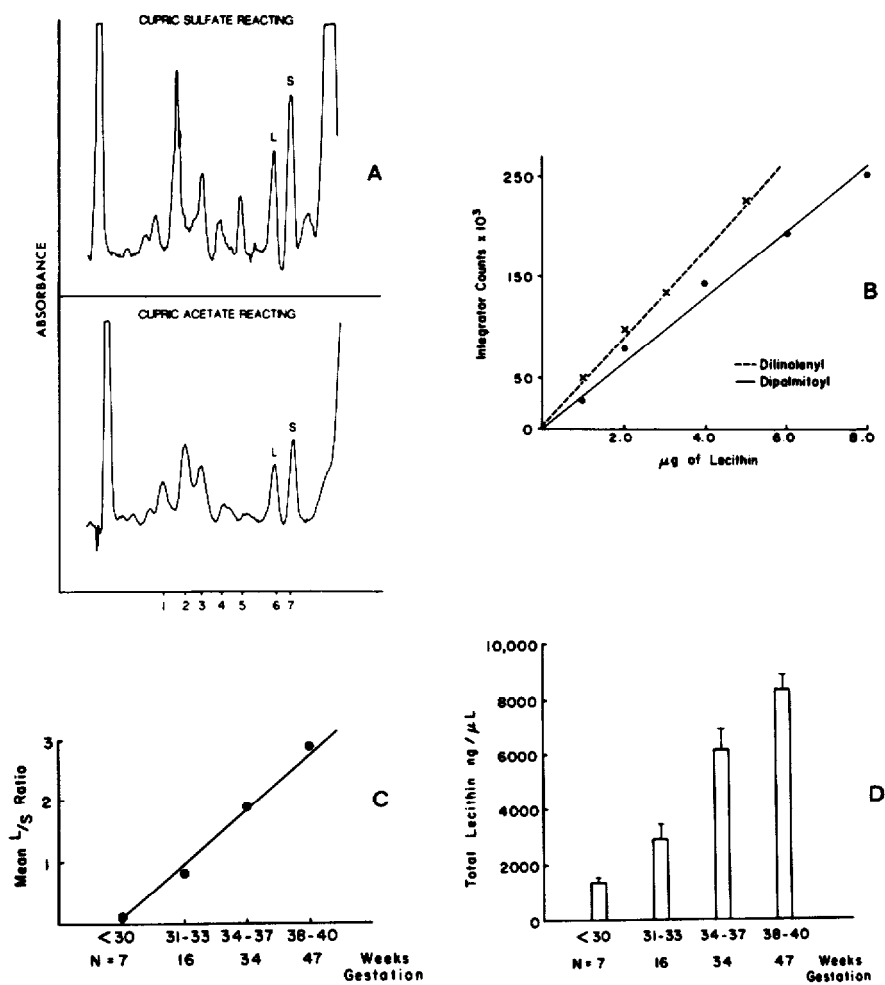 CUPRIC SULFATE REACTING
S
L
A
ABSORBANCE
CUPRIC ACETATE REACTING
S
L
1 2 3 4 5 6 7
250
150
50
0
Integrator Counts x 10³
B
Dilinolenyl
Dipalmitoyl
2.0 4.0 6.0 8.0
µg of Lecithin
3
2
1
Mean L/S Ratio
C
<30 31-33 34-37 38-40
N = 7 16 34 47 Weeks
Gestation
10,000
8000
6000
4000
2000
0
Total Lecithin ng/µL
D
<30 31-33 34-37 38-40
N = 7 16 34 47 Weeks
Gestation